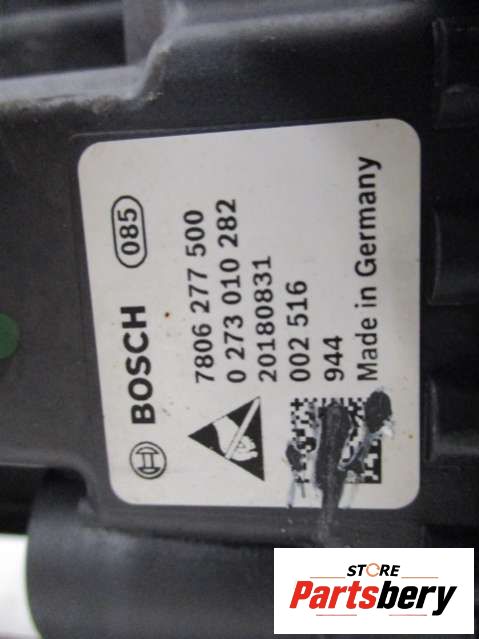 085
BOSCH
7806 277 500
0 273 010 282
20180831
002 516
944
Made in Germany
STORE
Partsbery